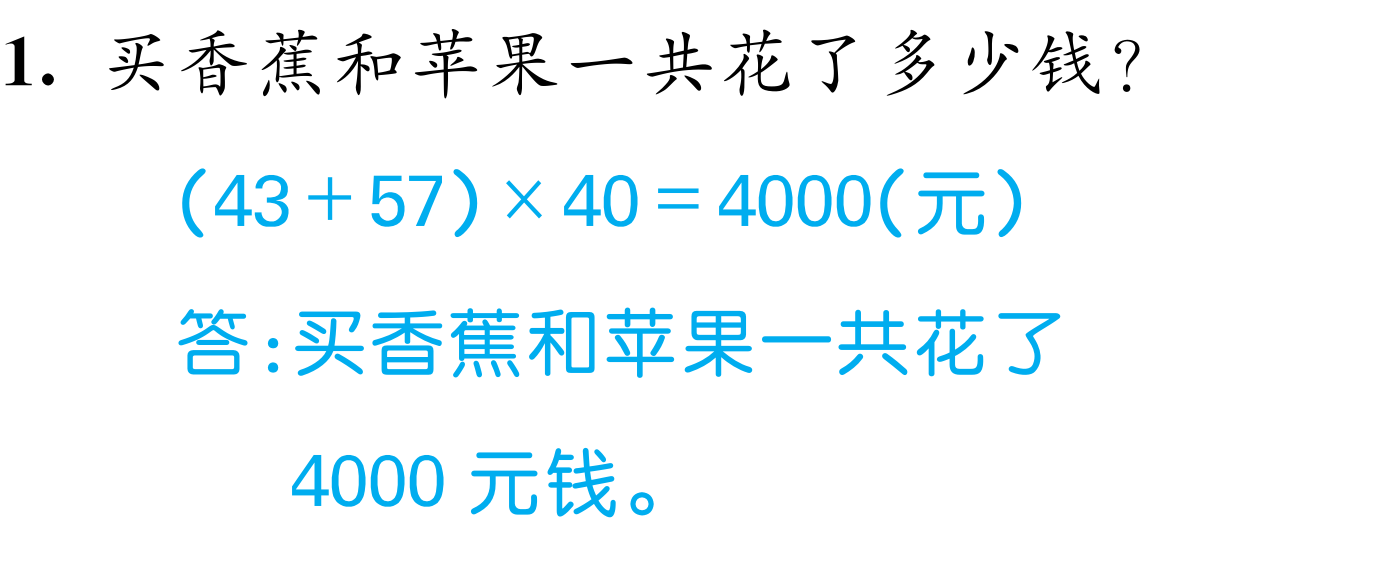 1. 买香蕉和苹果一共花了多少钱?
(43+57)×40=4000(元)
答:买香蕉和苹果一共花了
4000 元钱。